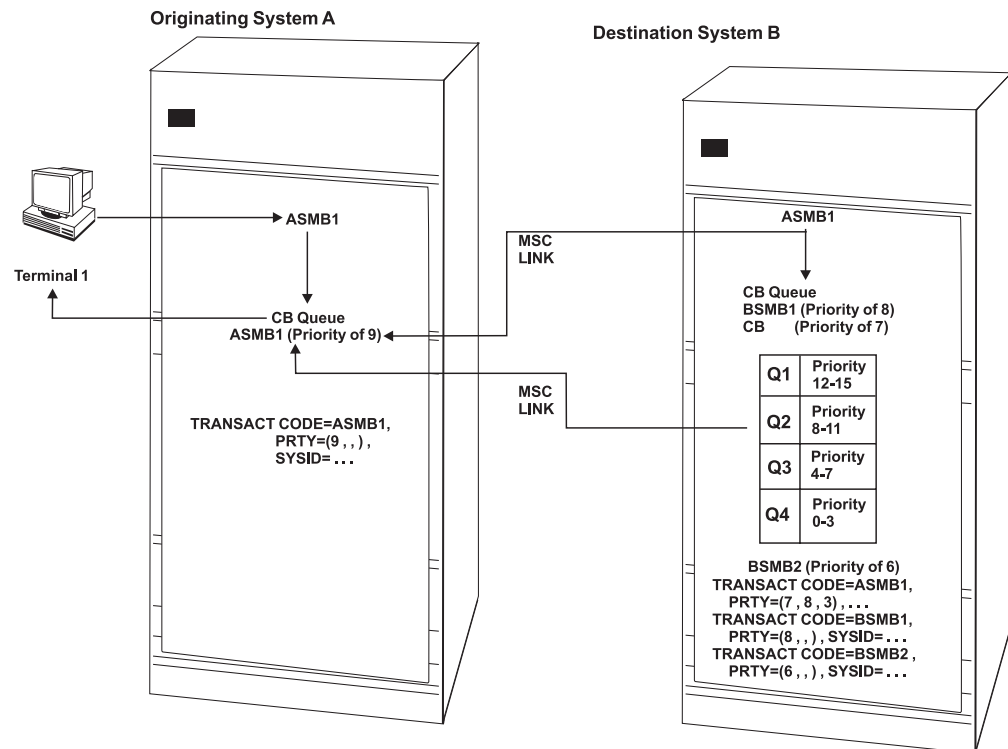 Originating System A
Destination System B
ASMB1
Terminal 1
CB Queue
ASMB1 (Priority of 9)
TRANSACT CODE=ASMB1,
PRTY=(9 , , ) ,
SYSID= . . .
MSC
LINK
MSC
LINK
ASMB1
CB Queue
BSMB1 (Priority of 8)
CB (Priority of 7)
Q1 Priority
12-15
Q2 Priority
8-11
Q3 Priority
4-7
Q4 Priority
0-3
BSMB2 (Priority of 6)
TRANSACT CODE=ASMB1,
PRTY=(7 , 8 , 3) , . . .
TRANSACT CODE=BSMB1,
PRTY=(8 , , ) , SYSID= . . .
TRANSACT CODE=BSMB2 ,
PRTY=(6 , , ) , SYSID= . . .